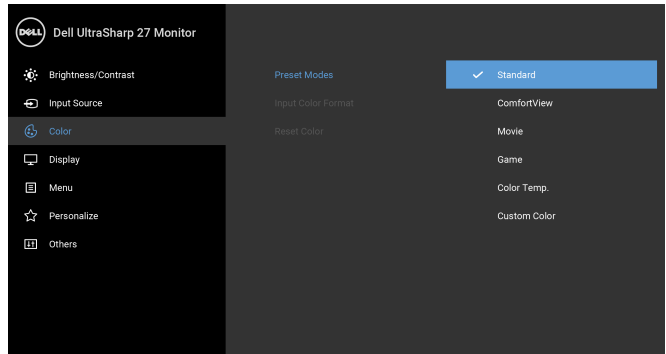 DELL Dell UltraSharp 27 Monitor
Brightness/Contrast
Input Source
Color
Display
Menu
Personalize
Others
Preset Modes
Input Color Format
Reset Color
Standard
ComfortView
Movie
Game
Color Temp.
Custom Color